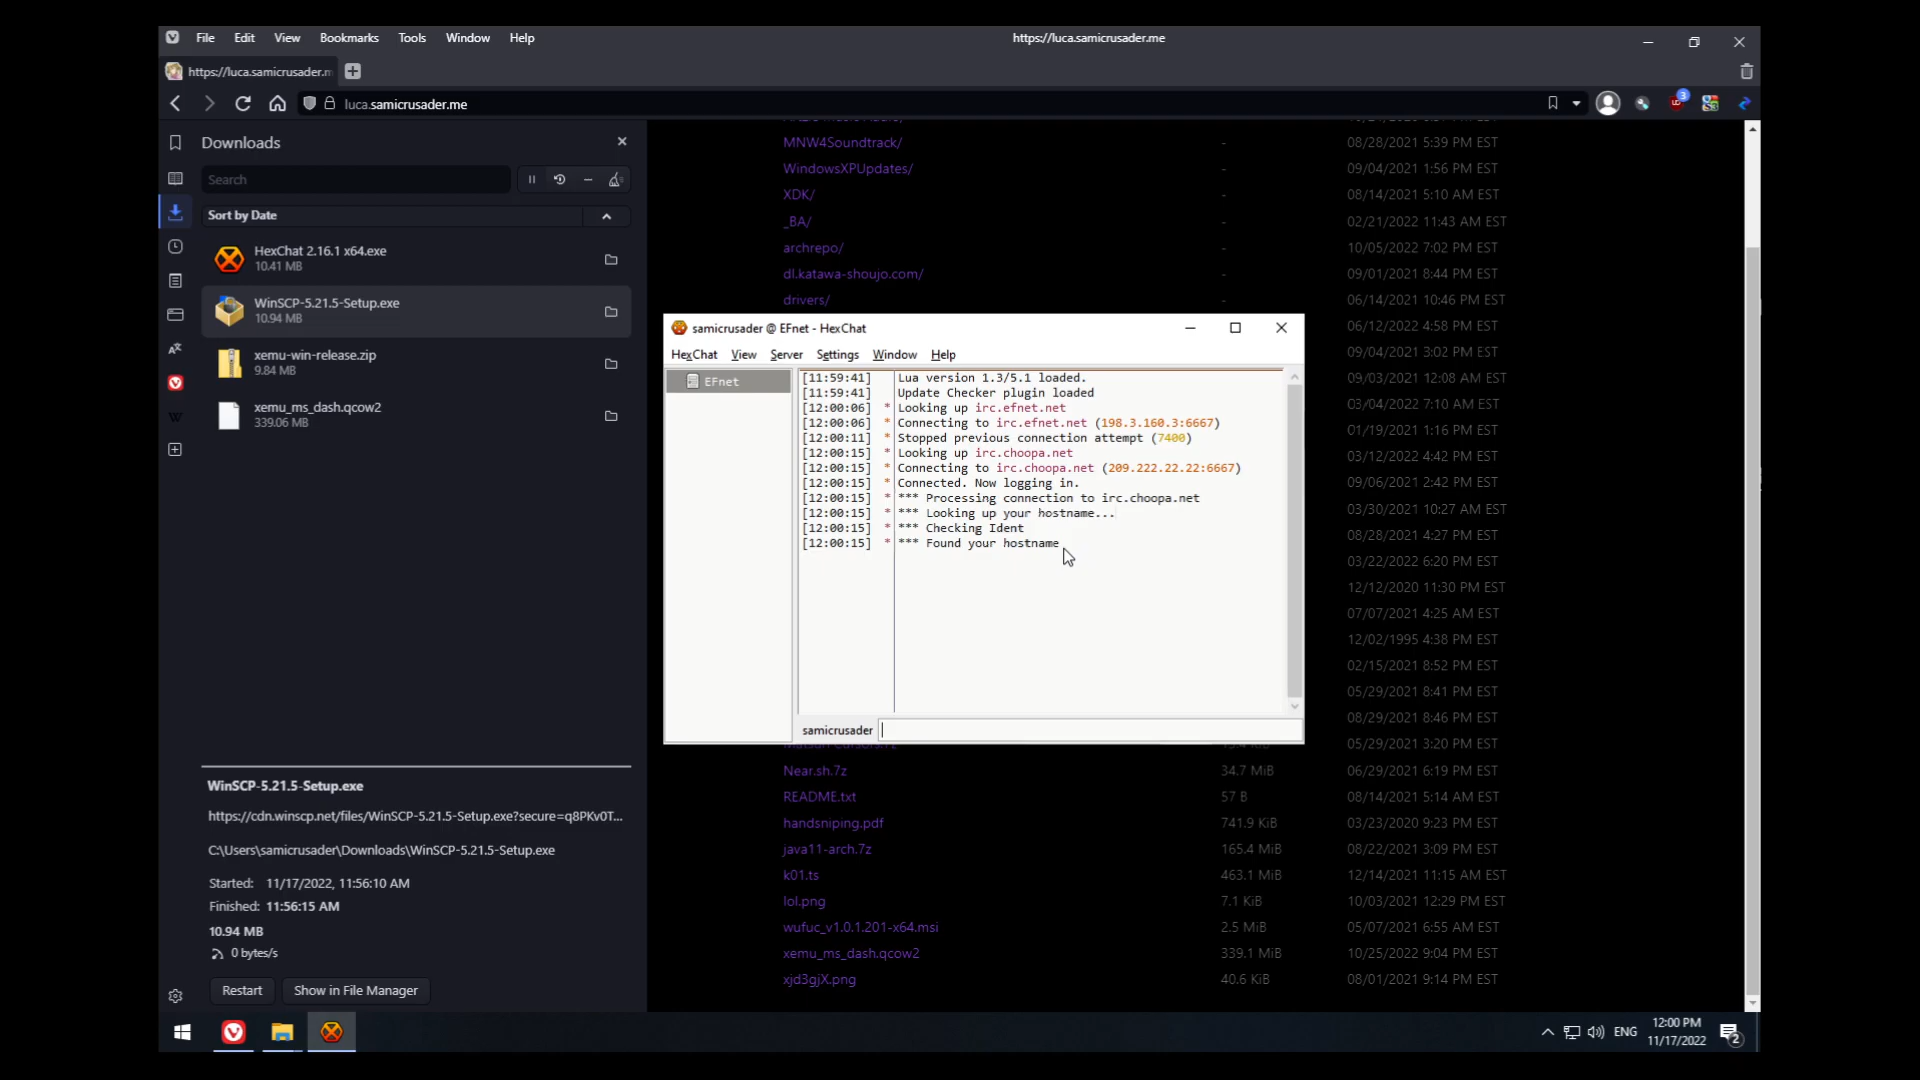 File Edit View Bookmarks Tools Window Help
https://luca.samicrusader.me
https://luca.samicrusader.m
luca.samicrusader.me
3
Downloads
Search
Sort by Date
HexChat 2.16.1 x64.exe
10.41 MB
WinSCP-5.21.5-Setup.exe
10.94 MB
xemu-win-release.zip
9.84 MB
xemu_ms_dash.qcow2
339.06 MB
WinSCP-5.21.5-Setup.exe
https://cdn.winscp.net/files/WinSCP-5.21.5-Setup.exe?secure=q8PKv0T...
C:\Users\samicrusader\Downloads\WinSCP-5.21.5-Setup.exe
Started: 11/17/2022, 11:56:10 AM
Finished: 11:56:15 AM
10.94 MB
0 bytes/s
Restart Show in File Manager
MNW4Soundtrack/ - 08/28/2021 5:39 PM EST
WindowsXPUpdates/ - 09/04/2021 1:56 PM EST
XDK/ - 08/14/2021 5:10 AM EST
_BA/ - 02/21/2022 11:43 AM EST
archrepo/ - 10/05/2022 7:02 PM EST
dl.katawa-shoujo.com/ - 09/01/2021 8:44 PM EST
drivers/ - 06/14/2021 10:46 PM EST
06/12/2022 4:58 PM EST
09/04/2021 3:02 PM EST
09/03/2021 12:08 AM EST
03/04/2022 7:10 AM EST
01/19/2021 1:16 PM EST
03/12/2022 4:42 PM EST
09/06/2021 2:42 PM EST
03/30/2021 10:27 AM EST
08/28/2021 4:27 PM EST
03/22/2022 6:20 PM EST
12/12/2020 11:30 PM EST
07/07/2021 4:25 AM EST
12/02/1995 4:38 PM EST
02/15/2021 8:52 PM EST
05/29/2021 8:41 PM EST
08/29/2021 8:46 PM EST
05/29/2021 3:20 PM EST
Near.sh.7z 34.7 MiB 06/29/2021 6:19 PM EST
README.txt 57 B 08/14/2021 5:14 AM EST
handsniping.pdf 741.9 KiB 03/23/2020 9:23 PM EST
java11-arch.7z 165.4 MiB 08/22/2021 3:09 PM EST
k01.ts 463.1 MiB 12/14/2021 11:15 AM EST
lol.png 7.1 KiB 10/03/2021 12:29 PM EST
wufuc_v1.0.1.201-x64.msi 2.5 MiB 05/07/2021 6:55 AM EST
xemu_ms_dash.qcow2 339.1 MiB 10/25/2022 9:04 PM EST
xjd3gjX.png 40.6 KiB 08/01/2021 9:14 PM EST
samicrusader @ EFnet - HexChat
HexChat View Server Settings Window Help
EFnet
[11:59:41] Lua version 1.3/5.1 loaded.
[11:59:41] Update Checker plugin loaded
[12:00:06] * Looking up irc.efnet.net
[12:00:06] * Connecting to irc.efnet.net (198.3.160.3:6667)
[12:00:11] * Stopped previous connection attempt (7400)
[12:00:15] * Looking up irc.choopa.net
[12:00:15] * Connecting to irc.choopa.net (209.222.22.22:6667)
[12:00:15] * Connected. Now logging in.
[12:00:15] * *** Processing connection to irc.choopa.net
[12:00:15] * *** Looking up your hostname...
[12:00:15] * *** Checking Ident
[12:00:15] * *** Found your hostname
samicrusader
ENG
12:00 PM
11/17/2022
2